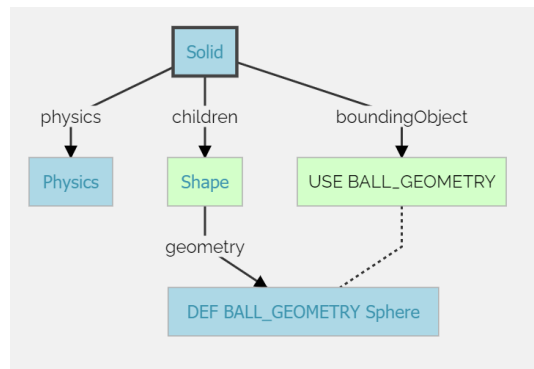 Solid
physics
children
boundingObject
Physics
Shape
USE BALL_GEOMETRY
geometry
DEF BALL_GEOMETRY Sphere